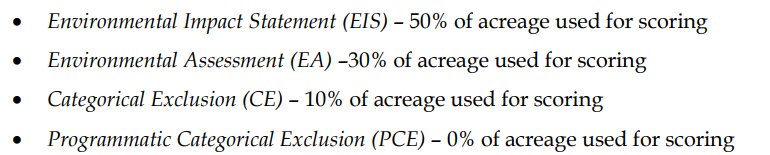 • Environmental Impact Statement (EIS) – 50% of acreage used for scoring
• Environmental Assessment (EA) –30% of acreage used for scoring
• Categorical Exclusion (CE) – 10% of acreage used for scoring
• Programmatic Categorical Exclusion (PCE) – 0% of acreage used for scoring